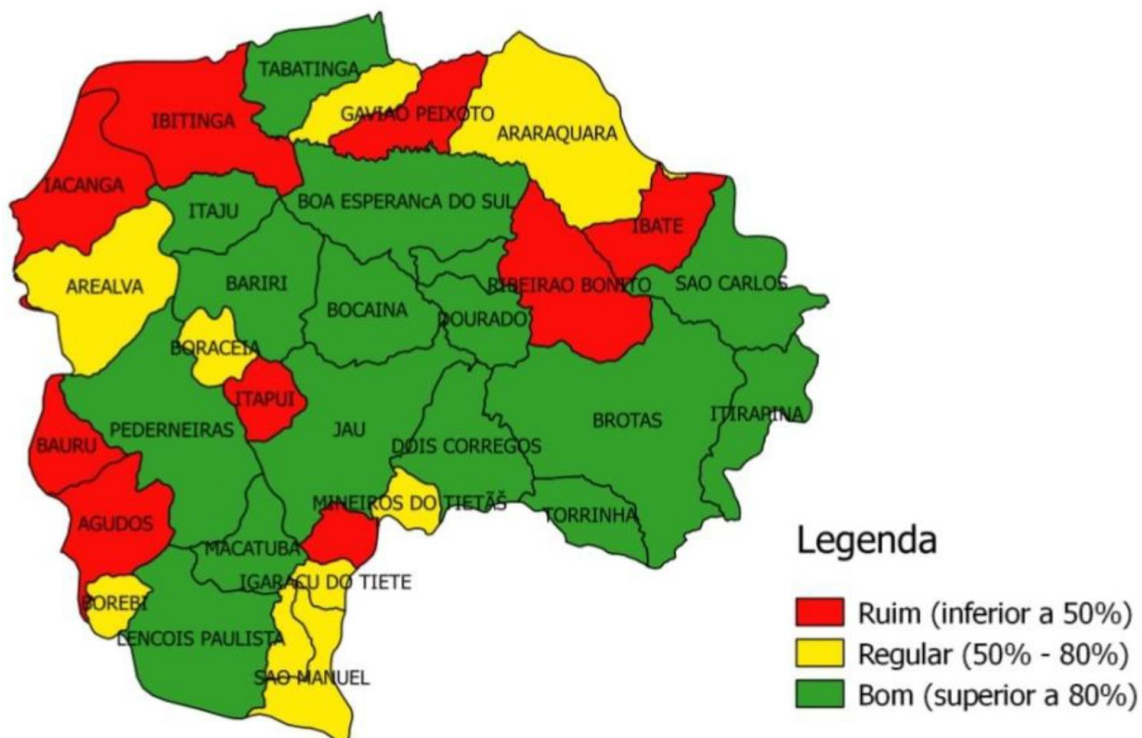 TABATINGA
GAVIAO PEIXOTO
IBITINGA
ARARAQUARA
IACANGA
ITAJU
BOA ESPERANcA DO SUL
IBATE
AREALVA
BARIRI
RIBEIRAO BONITO
SAO CARLOS
BOCAINA
DOURADO
BORACEIA
ITAPUI
BROTAS
ITIRAPINA
PEDERNEIRAS
JAU
BAURU
DOIS CORREGOS
MINEIROS DO TIETÃŠ
TORRINHA
AGUDOS
MACATUBA
IGARACU DO TIETE
BOREBI
LENCOIS PAULISTA
SAO MANUEL
Legenda
Ruim (inferior a 50%)
Regular (50% - 80%)
Bom (superior a 80%)